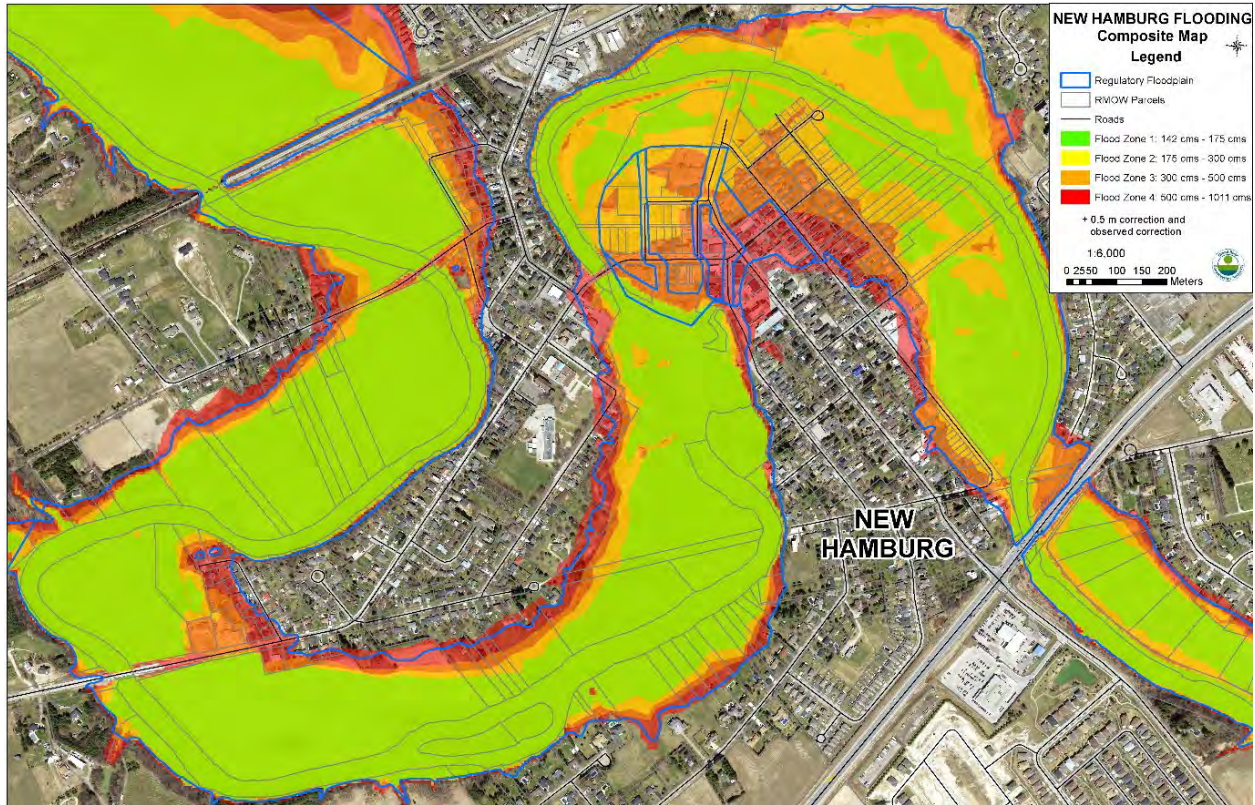 NEW HAMBURG FLOODING
Composite Map
Legend
Regulatory Floodplain
RMOW Parcels
Roads
Flood Zone 1: 142 cms - 175 cms
Flood Zone 2: 175 cms - 300 cms
Flood Zone 3: 300 cms - 500 cms
Flood Zone 4: 500 cms - 1011 cms
+ 0.5 m correction and
observed correction
1:6,000
0 25 50 100 150 200
Meters
NEW
HAMBURG